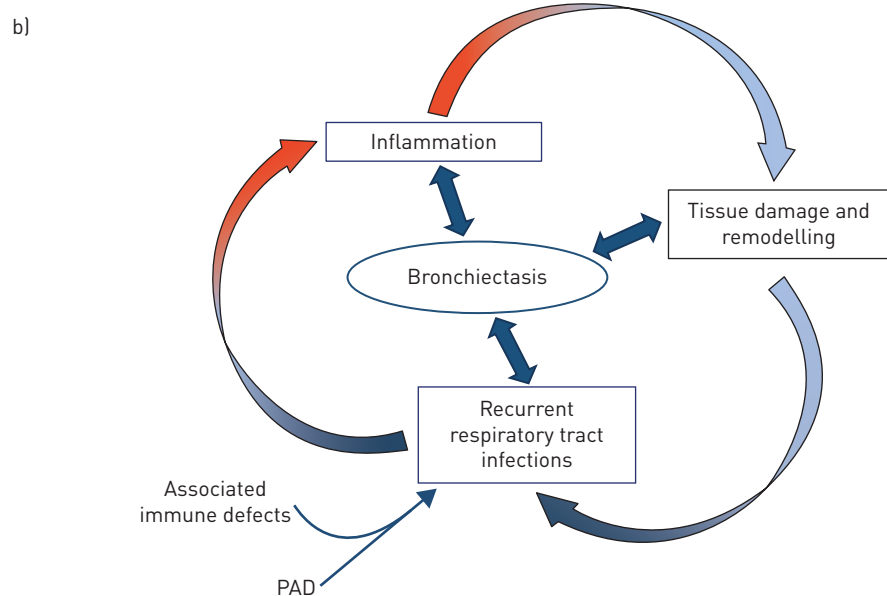 b)
Inflammation
Tissue damage and
remodelling
Bronchiectasis
Recurrent
respiratory tract
infections
Associated
immune defects
PAD